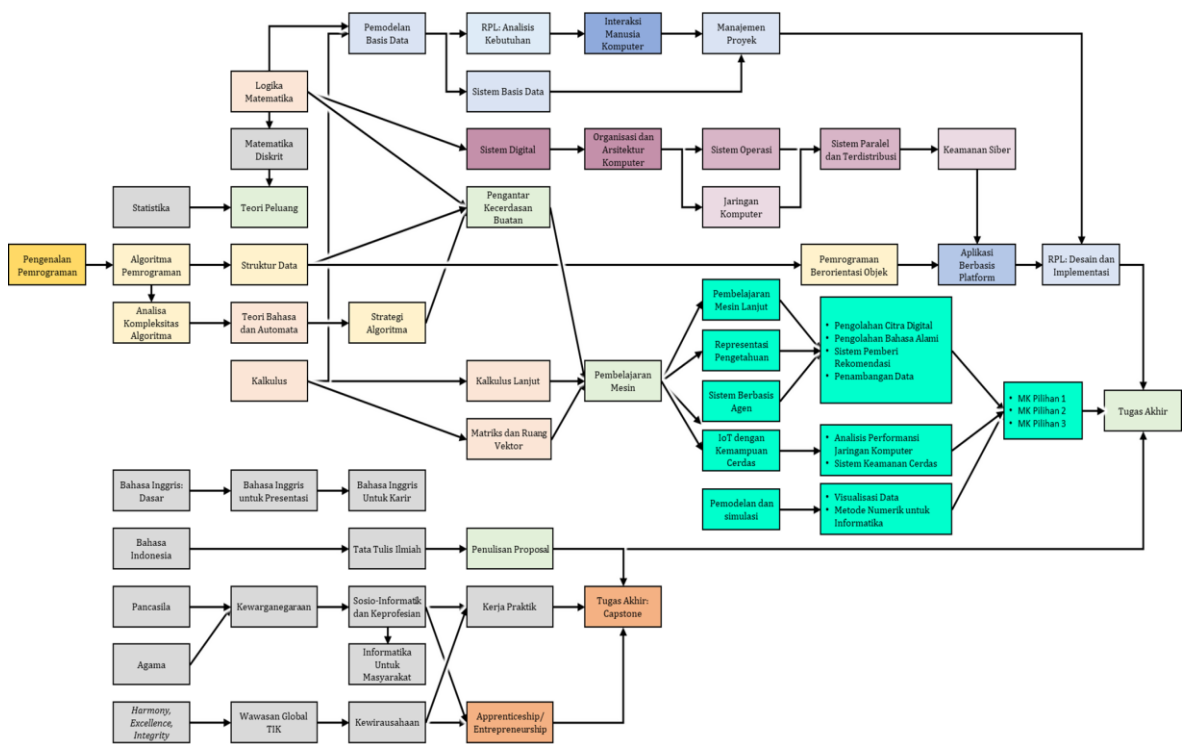 Pemodelan
Basis Data
RPL: Analisis
Kebutuhan
Interaksi
Manusia
Komputer
Manajemen
Proyek
Logika
Matematika
Sistem Basis Data
Matematika
Diskrit
Sistem Digital
Organisasi dan
Arsitektur
Komputer
Sistem Operasi
Sistem Paralel
dan Terdistribusi
Keamanan Siber
Statistika
Teori Peluang
Pengantar
Kecerdasan
Buatan
Jaringan
Komputer
Pengenalan
Pemrograman
Algoritma
Pemrograman
Struktur Data
Pemrograman
Berorientasi Objek
Aplikasi
Berbasis
Platform
RPL: Desain dan
Implementasi
Analisa
Kompleksitas
Algoritma
Teori Bahasa
dan Automata
Strategi
Algoritma
Pembelajaran
Mesin Lanjut
Representasi
Pengetahuan
Sistem Berbasis
Agen
• Pengolahan Citra Digital
• Pengolahan Bahasa Alami
• Sistem Pemberi
Rekomendasi
• Penambangan Data
Kalkulus
Kalkulus Lanjut
Pembelajaran
Mesin
• MK Pilihan 1
• MK Pilihan 2
• MK Pilihan 3
Tugas Akhir
Matriks dan Ruang
Vektor
IoT dengan
Kemampuan
Cerdas
• Analisis Performansi
Jaringan Komputer
• Sistem Keamanan Cerdas
Bahasa Inggris:
Dasar
Bahasa Inggris
untuk Presentasi
Bahasa Inggris
Untuk Karir
Pemodelan dan
simulasi
• Visualisasi Data
• Metode Numerik untuk
Informatika
Bahasa
Indonesia
Tata Tulis Ilmiah
Penulisan Proposal
Pancasila
Kewarganegaraan
Sosio-Informatik
dan Keprofesian
Kerja Praktik
Tugas Akhir:
Capstone
Agama
Informatika
Untuk
Masyarakat
Harmony,
Excellence,
Integrity
Wawasan Global
TIK
Kewirausahaan
Apprenticeship/
Entrepreneurship